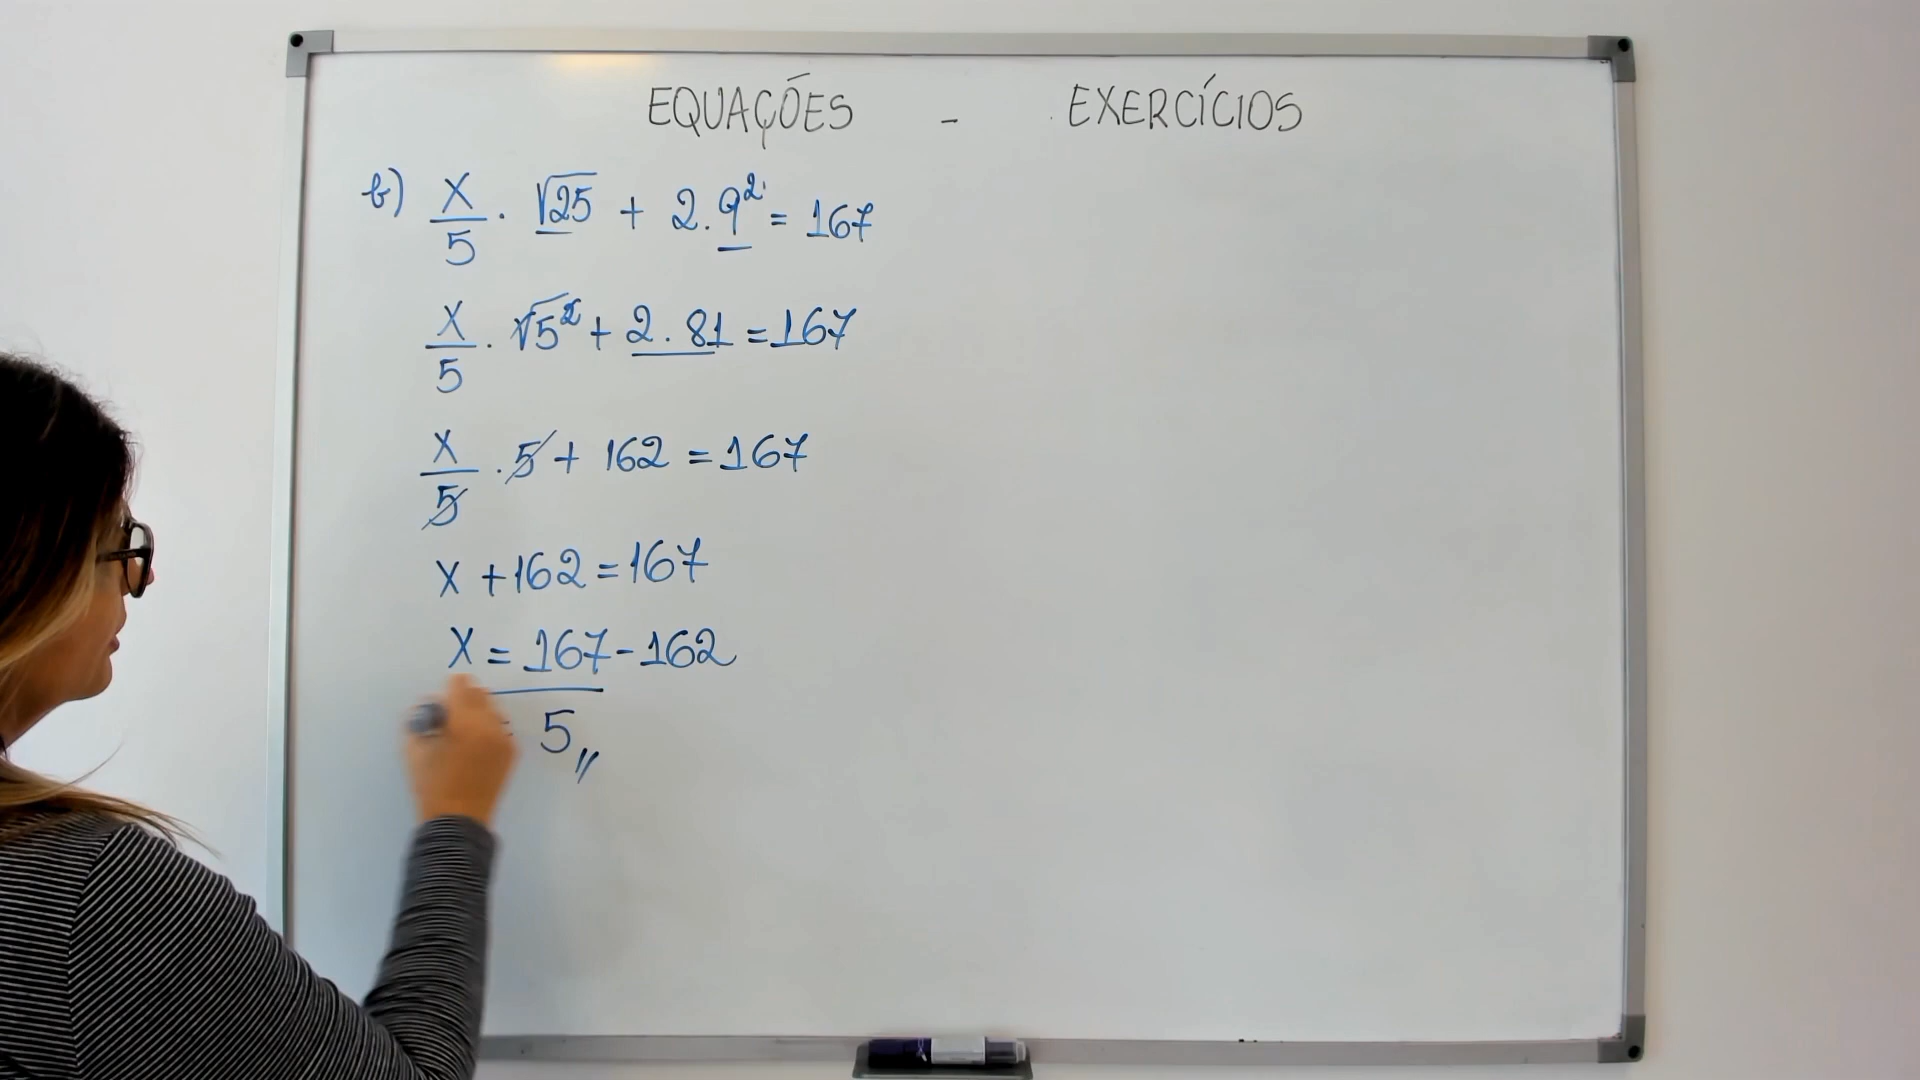 EQUAÇÕES - EXERCÍCIOS
b) x/5 . √25 + 2.9² = 167
x/5 . √5² + 2.81 = 167
x/5 . 5 + 162 = 167
x + 162 = 167
x = 167 - 162
= 5 //